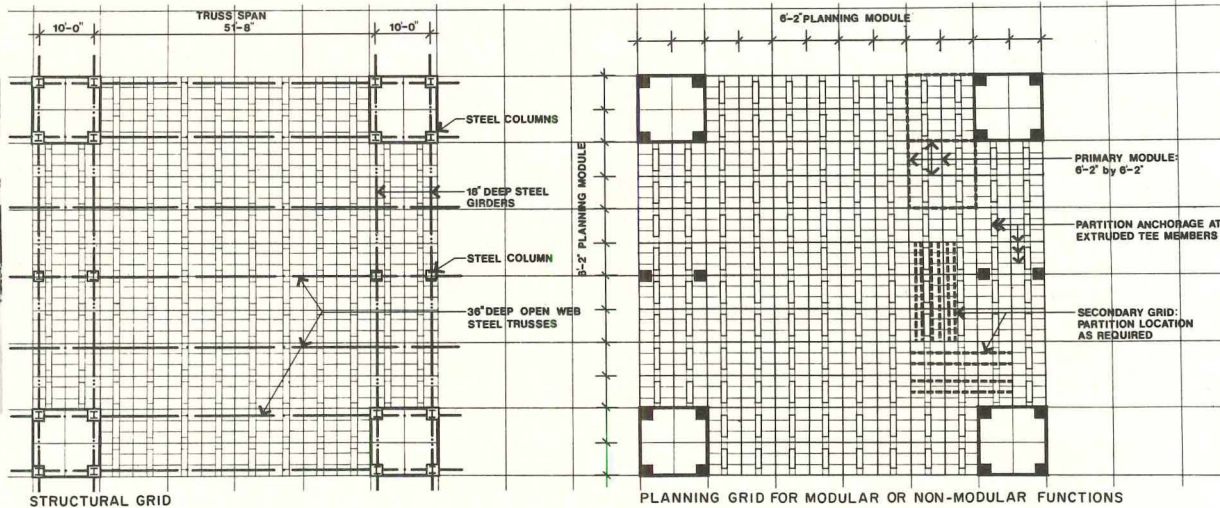 TRUSS SPAN
10'-0"
51'-8"
10'-0"
STEEL COLUMNS
18" DEEP STEEL
GIRDERS
STEEL COLUMN
36" DEEP OPEN WEB
STEEL TRUSSES
6'-2" PLANNING MODULE
STRUCTURAL GRID
6'-2" PLANNING MODULE
PRIMARY MODULE:
6'-2" by 6'-2"
PARTITION ANCHORAGE AT
EXTRUDED TEE MEMBERS
SECONDARY GRID:
PARTITION LOCATION
AS REQUIRED
PLANNING GRID FOR MODULAR OR NON-MODULAR FUNCTIONS